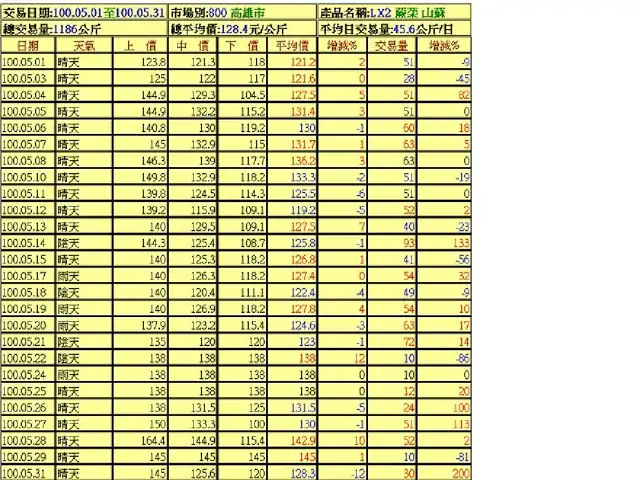 交易日期:100.05.01至100.05.31 市場別:800 高雄市 產品名稱:LX2 蕨菜 山蘇
總交易量:1186公斤 總平均價:128.4元/公斤 平均日交易量:45.6公斤/日
日期 天氣 上 價 中 價 下 價 平均價 增減% 交易量 增減%
100.05.01 晴天 123.8 121.3 118 121.2 2 51 -9
100.05.03 晴天 125 122 117 121.6 0 28 -45
100.05.04 晴天 144.9 129.3 104.5 127.5 5 51 82
100.05.05 晴天 144.9 132.2 115.2 131.4 3 51 0
100.05.06 晴天 140.8 130 119.2 130 -1 60 18
100.05.07 晴天 145 132.9 115 131.7 1 63 5
100.05.08 晴天 146.3 139 117.7 136.2 3 63 0
100.05.10 晴天 149.8 132.9 118.2 133.3 -2 51 -19
100.05.11 晴天 139.8 124.5 114.3 125.5 -6 51 0
100.05.12 晴天 139.2 115.9 109.1 119.2 -5 52 2
100.05.13 晴天 140 129.5 109.1 127.5 7 40 -23
100.05.14 陰天 144.3 125.4 108.7 125.8 -1 93 133
100.05.15 晴天 140 125.3 118.2 126.8 1 41 -56
100.05.17 雨天 140 126.3 118.2 127.4 0 54 32
100.05.18 陰天 140 120.4 111.1 122.4 -4 49 -9
100.05.19 雨天 140 126.9 118.2 127.8 4 54 10
100.05.20 雨天 137.9 123.2 115.4 124.6 -3 63 17
100.05.21 陰天 135 120 120 123 -1 72 14
100.05.22 陰天 138 138 138 138 12 10 -86
100.05.24 雨天 138 138 138 138 0 10 0
100.05.25 晴天 138 138 138 138 0 12 20
100.05.26 晴天 138 131.5 125 131.5 -5 24 100
100.05.27 晴天 150 133.3 100 130 -1 51 113
100.05.28 晴天 164.4 144.9 115.4 142.9 10 52 2
100.05.29 晴天 145 145 145 145 1 10 -81
100.05.31 晴天 145 125.6 120 128.3 -12 30 200